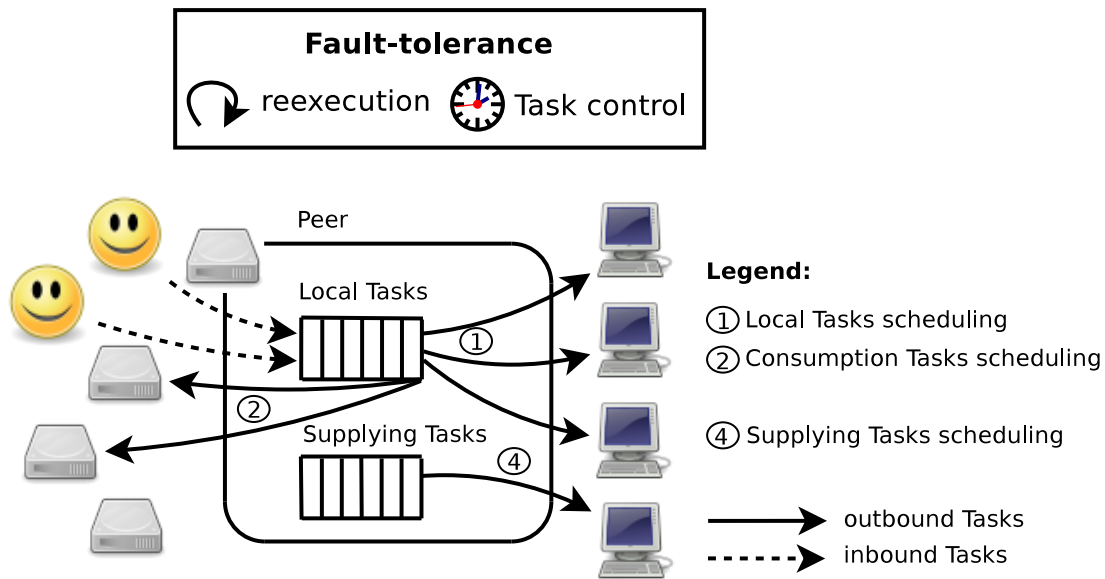 Fault-tolerance
reexecution
Task control
Peer
Local Tasks
1
2
Supplying Tasks
4
Legend:
1 Local Tasks scheduling
2 Consumption Tasks scheduling
4 Supplying Tasks scheduling
outbound Tasks
inbound Tasks